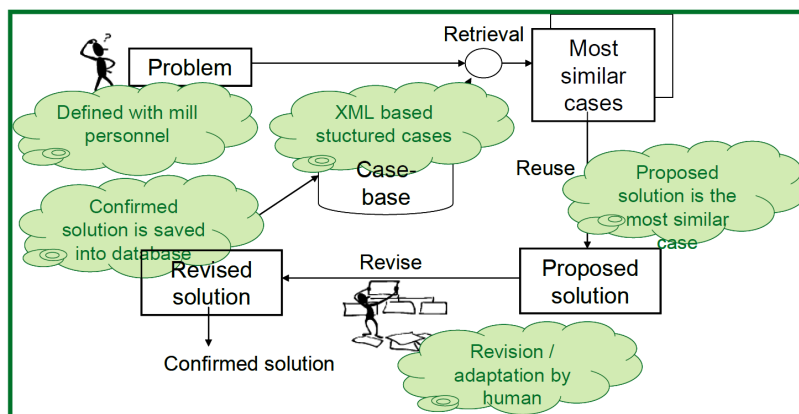 Retrieval
Problem
Most
similar
cases
Defined with mill
personnel
XML based
stuctured cases
Case-
base
Reuse
Proposed
solution is the
most similar
case
Confirmed
solution is saved
into database
Revised
solution
Revise
Proposed
solution
Confirmed solution
Revision /
adaptation by
human
?